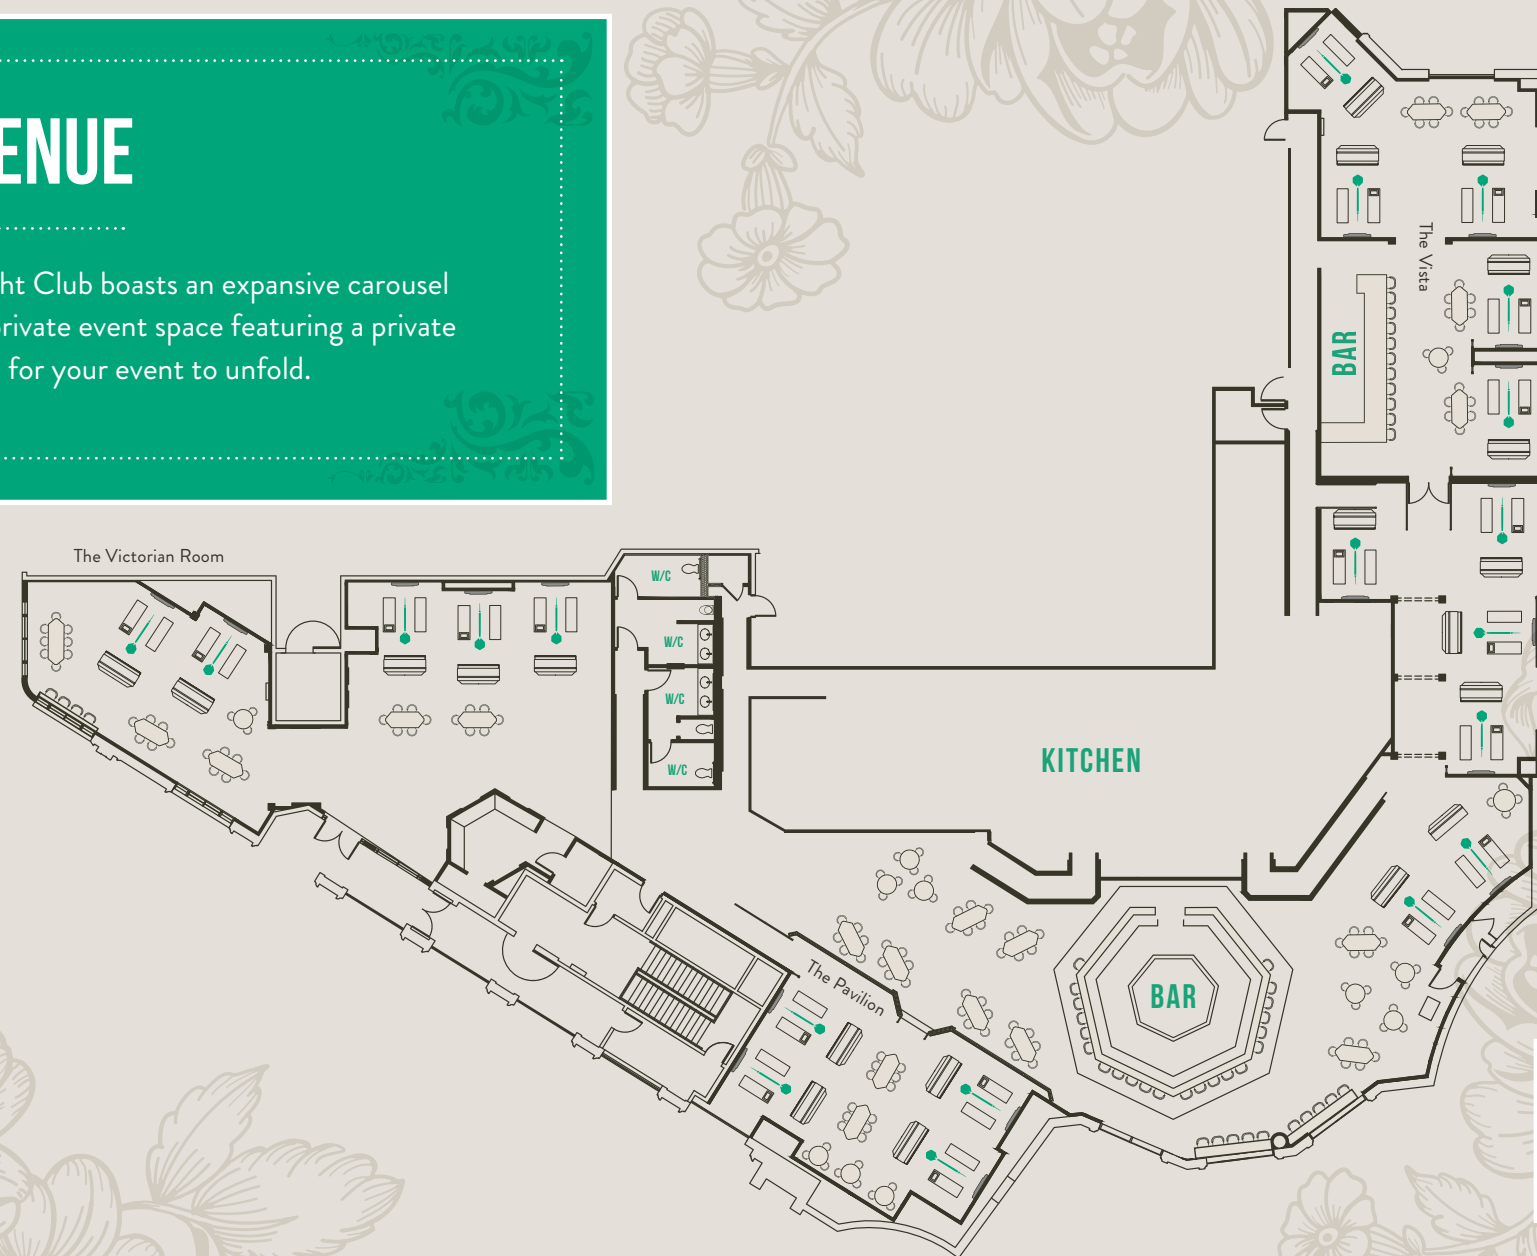 ENUE
ht Club boasts an expansive carousel
private event space featuring a private
for your event to unfold.
The Vista
BAR
The Victorian Room
W/C
W/C
W/C
W/C
KITCHEN
The Pavilion
BAR